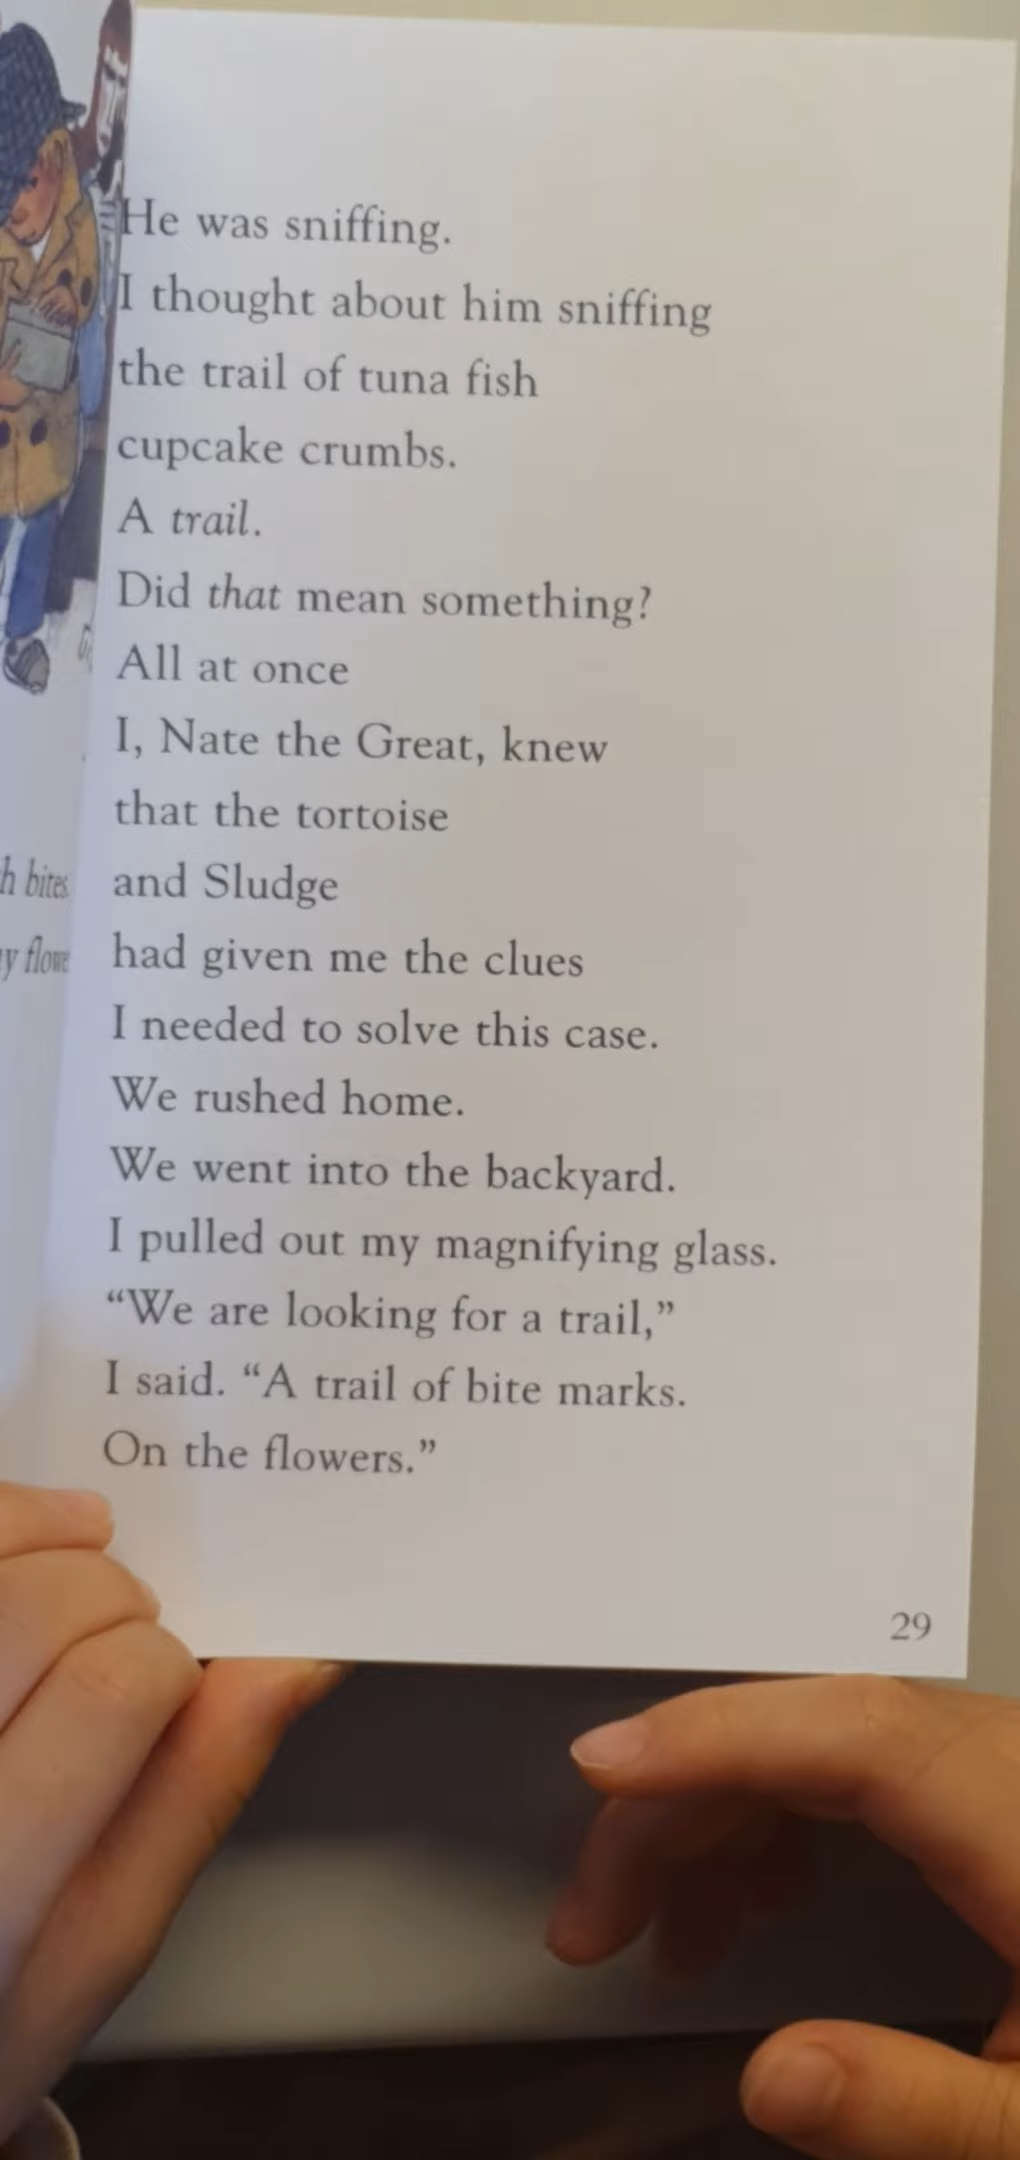 He was sniffing.
I thought about him sniffing
the trail of tuna fish
cupcake crumbs.
A trail.
Did that mean something?
All at once
I, Nate the Great, knew
that the tortoise
and Sludge
had given me the clues
I needed to solve this case.
We rushed home.
We went into the backyard.
I pulled out my magnifying glass.
“We are looking for a trail,”
I said. “A trail of bite marks.
On the flowers.”
h bites
y flowe
29